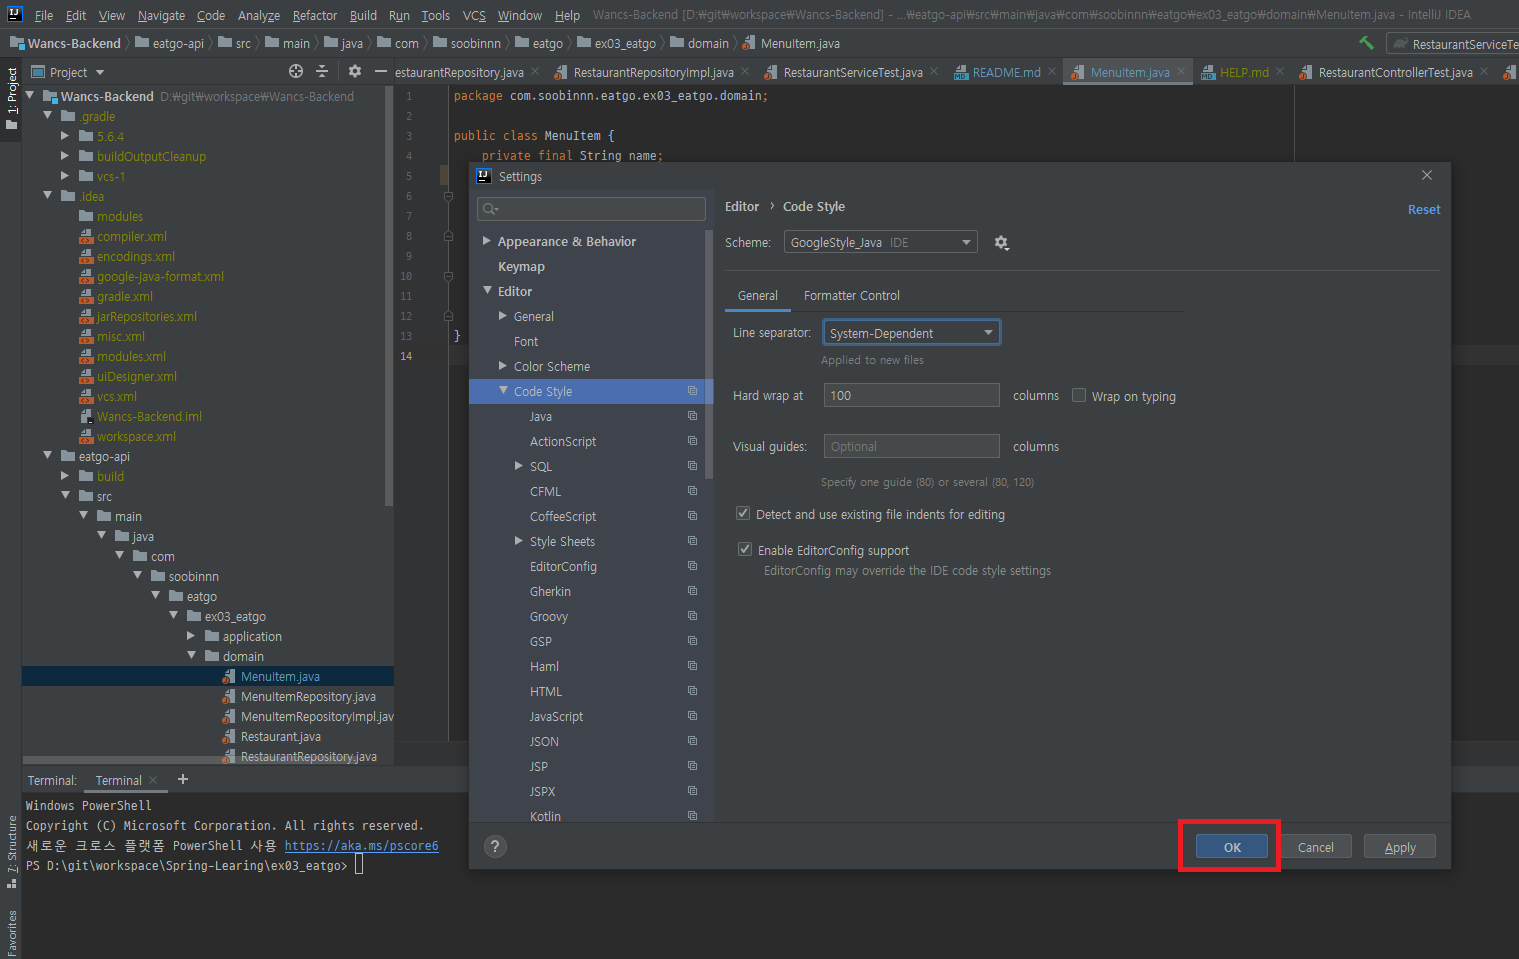 File Edit View Navigate Code Analyze Refactor Build Run Tools VCS Window Help Wancs-Backend [D:₩git₩workspace₩Wancs-Backend] - ...₩eatgo-api₩src₩main₩java₩com₩soobinnn₩eatgo₩ex03_eatgo₩domain₩MenuItem.java - IntelliJ IDEA
Wancs-Backend eatgo-api src main java com soobinnn eatgo ex03_eatgo domain MenuItem.java RestaurantServiceTe
Project estaurantRepository.java RestaurantRepositoryImpl.java RestaurantServiceTest.java README.md MenuItem.java HELP.md RestaurantControllerTest.java
1: Project
Wancs-Backend D:₩git₩workspace₩Wancs-Backend
.gradle
5.6.4
buildOutputCleanup
vcs-1
.idea
modules
compiler.xml
encodings.xml
google-java-format.xml
gradle.xml
jarRepositories.xml
misc.xml
modules.xml
uiDesigner.xml
vcs.xml
Wancs-Backend.iml
workspace.xml
eatgo-api
build
src
main
java
com
soobinnn
eatgo
ex03_eatgo
application
domain
MenuItem.java
MenuItemRepository.java
MenuItemRepositoryImpl.jav
Restaurant.java
RestaurantRepository.java
1 package com.soobinnn.eatgo.ex03_eatgo.domain;
2
3 public class MenuItem {
4 private final String name;
5
6
7
8
9
10
11
12
13 }
14
Settings
Appearance & Behavior
Keymap
Editor
General
Font
Color Scheme
Code Style
Java
ActionScript
SQL
CFML
CoffeeScript
Style Sheets
EditorConfig
Gherkin
Groovy
GSP
Haml
HTML
JavaScript
JSON
JSP
JSPX
Kotlin
Editor › Code Style
Reset
Scheme: GoogleStyle_Java IDE
General Formatter Control
Line separator: System-Dependent
Applied to new files
Hard wrap at 100 columns Wrap on typing
Visual guides: Optional columns
Specify one guide (80) or several (80, 120)
Detect and use existing file indents for editing
Enable EditorConfig support
EditorConfig may override the IDE code style settings
? OK Cancel Apply
Terminal: Terminal +
Windows PowerShell
Copyright (C) Microsoft Corporation. All rights reserved.
새로운 크로스 플랫폼 PowerShell 사용 https://aka.ms/pscore6
PS D:\git\workspace\Spring-Learing\ex03_eatgo>
7: Structure
Favorites